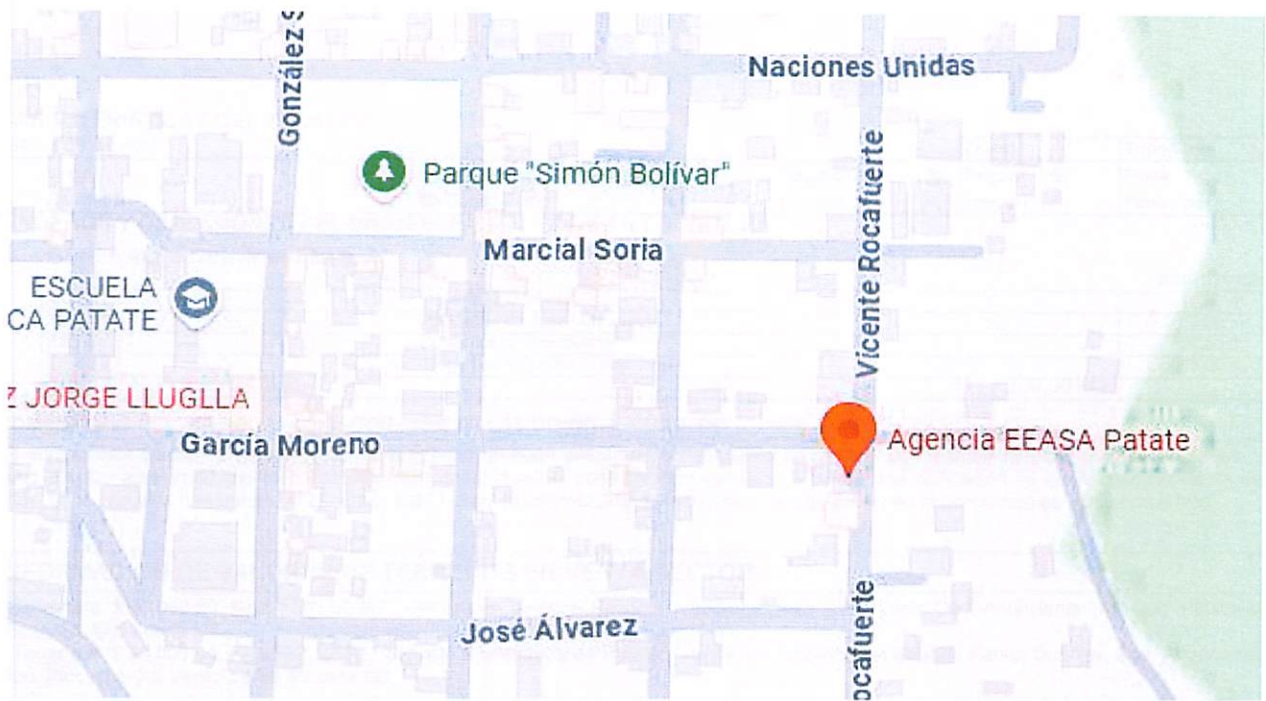 González S
Naciones Unidas
Parque "Simón Bolívar"
Vicente Rocafuerte
Marcial Soria
ESCUELA
CA PATATE
Z JORGE LLUGLLA
García Moreno
Agencia EEASA Patate
José Álvarez
ocafuerte